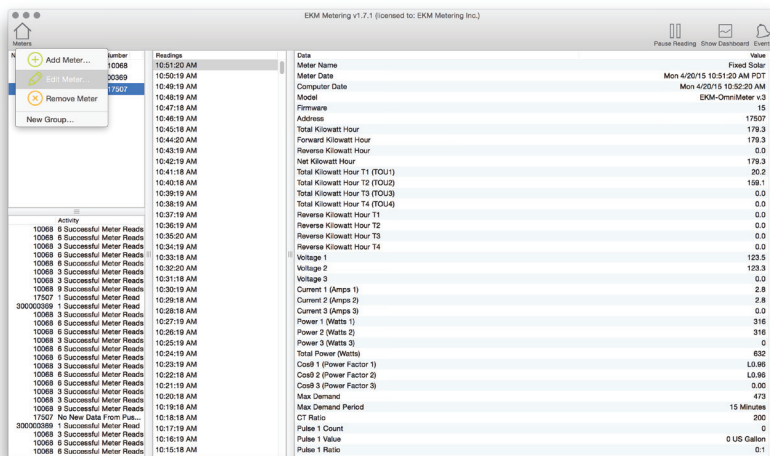 EKM Metering v1.7.1 (licensed to: EKM Metering Inc.)
Meters
Pause Reading Show Dashboard Event
Add Meter...
Edit Meter...
Remove Meter
New Group...
N umber
10068
00369
17507
Activity
10068 6 Successful Meter Reads
10068 6 Successful Meter Reads
10068 3 Successful Meter Reads
10068 6 Successful Meter Reads
10068 6 Successful Meter Reads
10068 3 Successful Meter Reads
10068 3 Successful Meter Reads
10068 9 Successful Meter Reads
17507 1 Successful Meter Read
300000369 1 Successful Meter Read
10068 3 Successful Meter Reads
10068 6 Successful Meter Reads
10068 6 Successful Meter Reads
10068 3 Successful Meter Reads
10068 6 Successful Meter Reads
10068 6 Successful Meter Reads
10068 3 Successful Meter Reads
10068 6 Successful Meter Reads
10068 6 Successful Meter Reads
10068 3 Successful Meter Reads
10068 3 Successful Meter Reads
10068 9 Successful Meter Reads
17507 No New Data From Pus...
300000369 1 Successful Meter Read
10068 3 Successful Meter Reads
10068 6 Successful Meter Reads
10068 6 Successful Meter Reads
Readings
10:51:20 AM
10:50:19 AM
10:49:19 AM
10:48:19 AM
10:47:18 AM
10:46:19 AM
10:45:18 AM
10:44:20 AM
10:43:19 AM
10:42:19 AM
10:41:18 AM
10:40:18 AM
10:39:19 AM
10:38:19 AM
10:37:19 AM
10:36:19 AM
10:35:20 AM
10:34:19 AM
10:33:18 AM
10:32:20 AM
10:31:18 AM
10:30:19 AM
10:29:18 AM
10:28:18 AM
10:27:19 AM
10:26:19 AM
10:25:19 AM
10:24:19 AM
10:23:19 AM
10:22:18 AM
10:21:19 AM
10:20:18 AM
10:19:18 AM
10:18:18 AM
10:17:19 AM
10:16:19 AM
10:15:18 AM
Data Value
Meter Name Fixed Solar
Meter Date Mon 4/20/15 10:51:20 AM PDT
Computer Date Mon 4/20/15 10:52:20 AM
Model EKM-OmniMeter v.3
Firmware 15
Address 17507
Total Kilowatt Hour 179.3
Forward Kilowatt Hour 179.3
Reverse Kilowatt Hour 0.0
Net Kilowatt Hour 179.3
Total Kilowatt Hour T1 (TOU1) 20.2
Total Kilowatt Hour T2 (TOU2) 159.1
Total Kilowatt Hour T3 (TOU3) 0.0
Total Kilowatt Hour T4 (TOU4) 0.0
Reverse Kilowatt Hour T1 0.0
Reverse Kilowatt Hour T2 0.0
Reverse Kilowatt Hour T3 0.0
Reverse Kilowatt Hour T4 0.0
Voltage 1 123.5
Voltage 2 123.3
Voltage 3 0.0
Current 1 (Amps 1) 2.8
Current 2 (Amps 2) 2.8
Current 3 (Amps 3) 0.0
Power 1 (Watts 1) 316
Power 2 (Watts 2) 316
Power 3 (Watts 3) 0
Total Power (Watts) 632
Cosθ 1 (Power Factor 1) L0.96
Cosθ 2 (Power Factor 2) L0.96
Cosθ 3 (Power Factor 3) 0.00
Max Demand 473
Max Demand Period 15 Minutes
CT Ratio 200
Pulse 1 Count 0
Pulse 1 Value 0 US Gallon
Pulse 1 Ratio 0:1